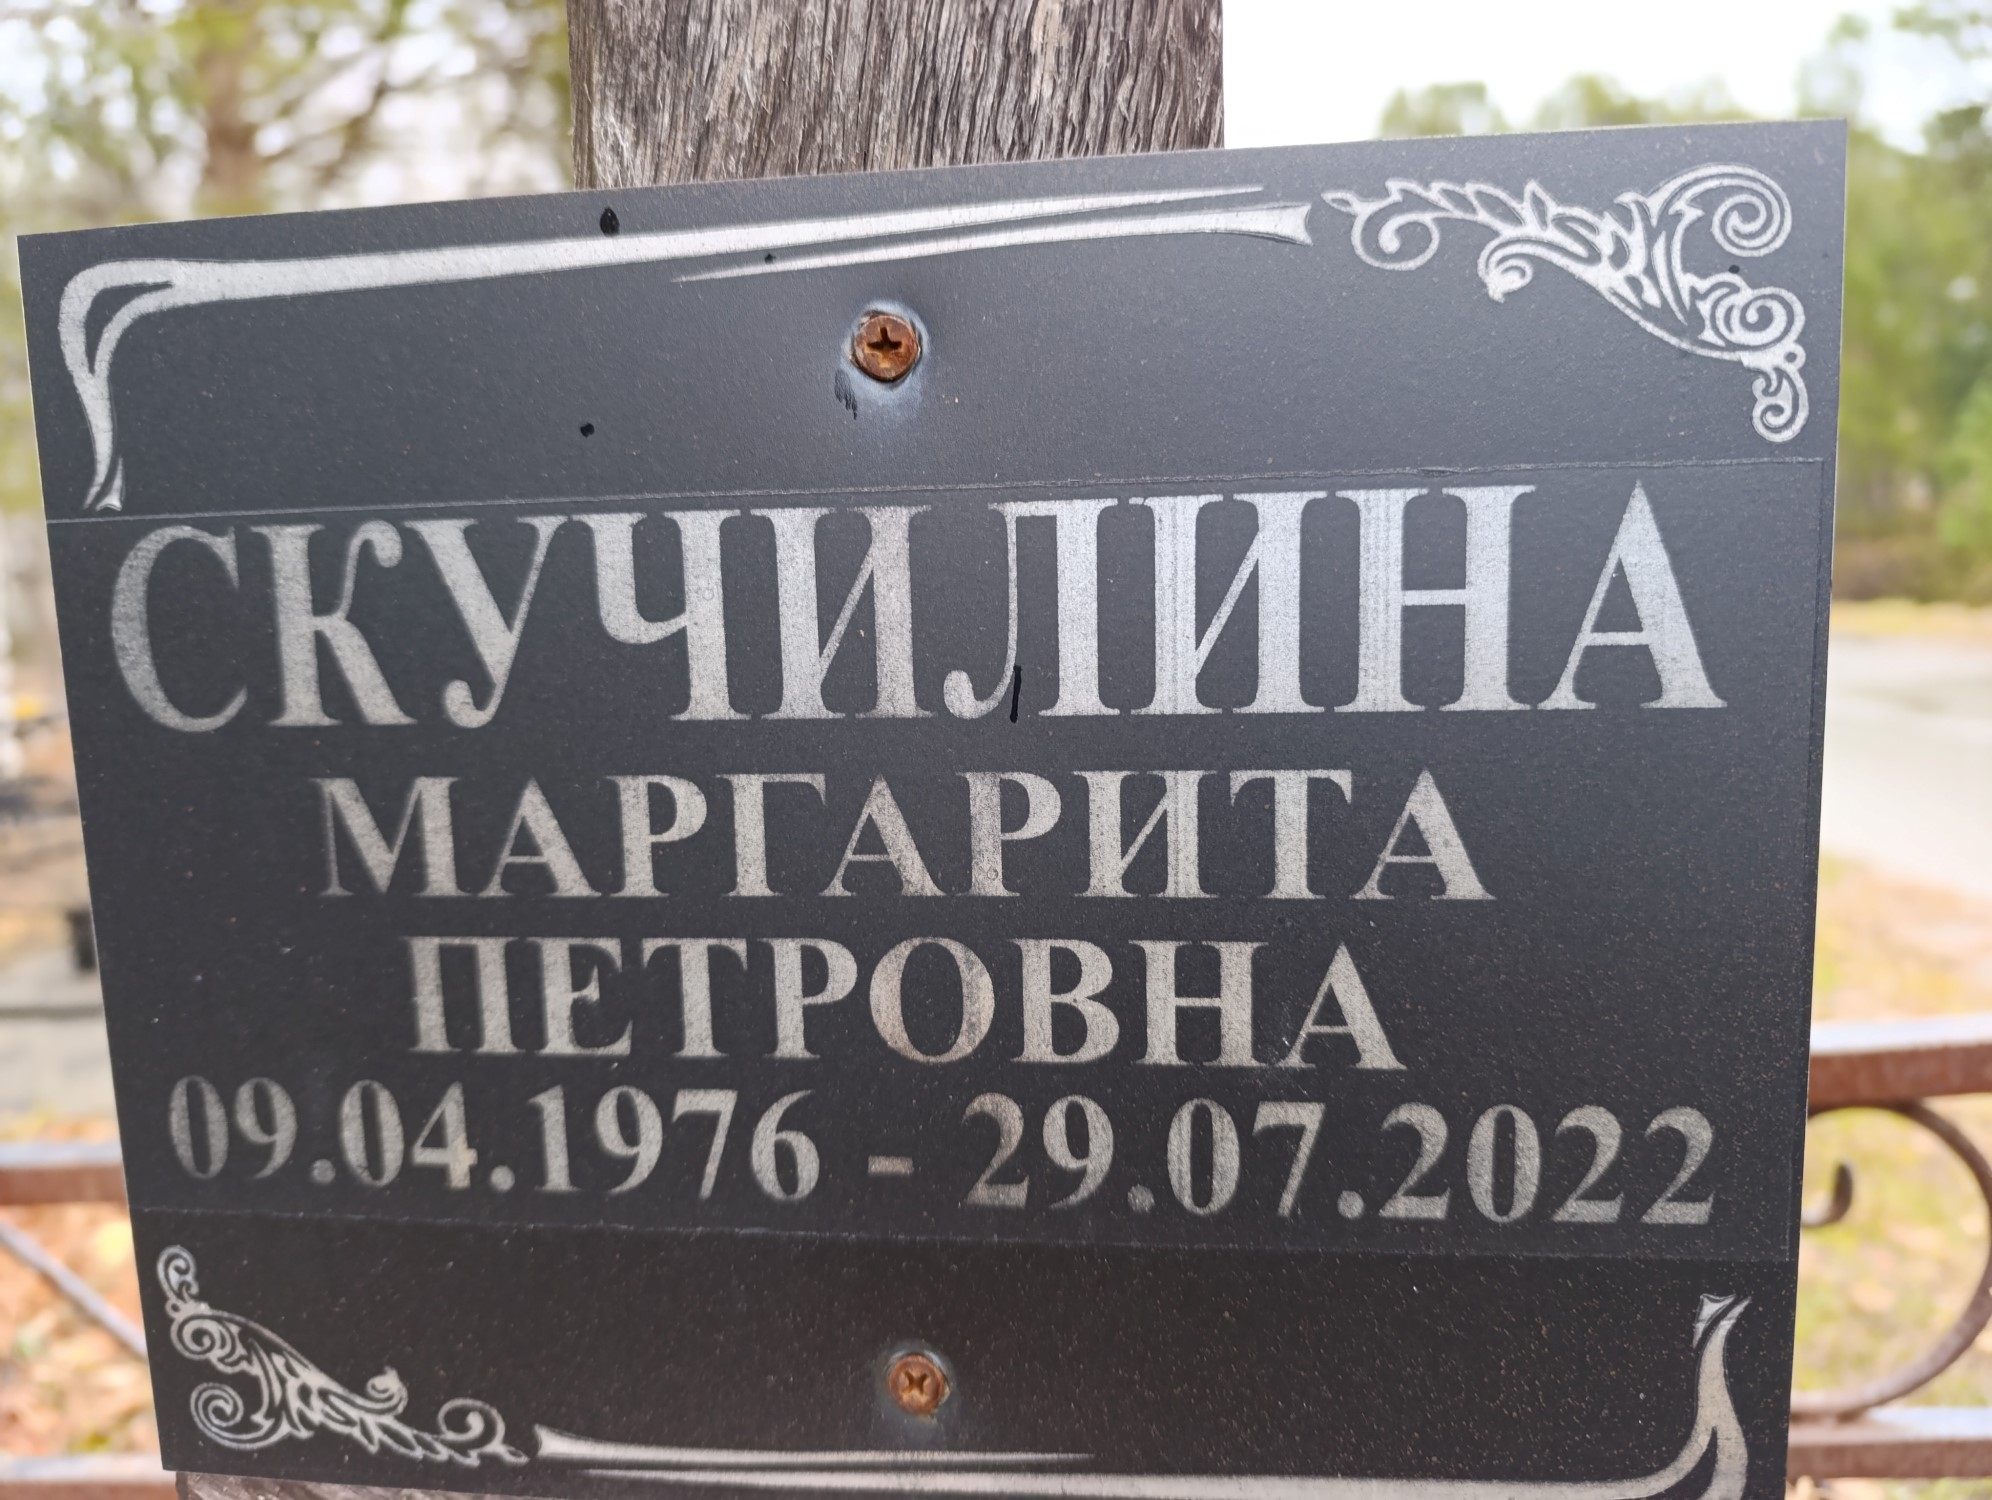 СКУЧИЛИНА
МАРГАРИТА
ПЕТРОВНА
09.04.1976 - 29.07.2022